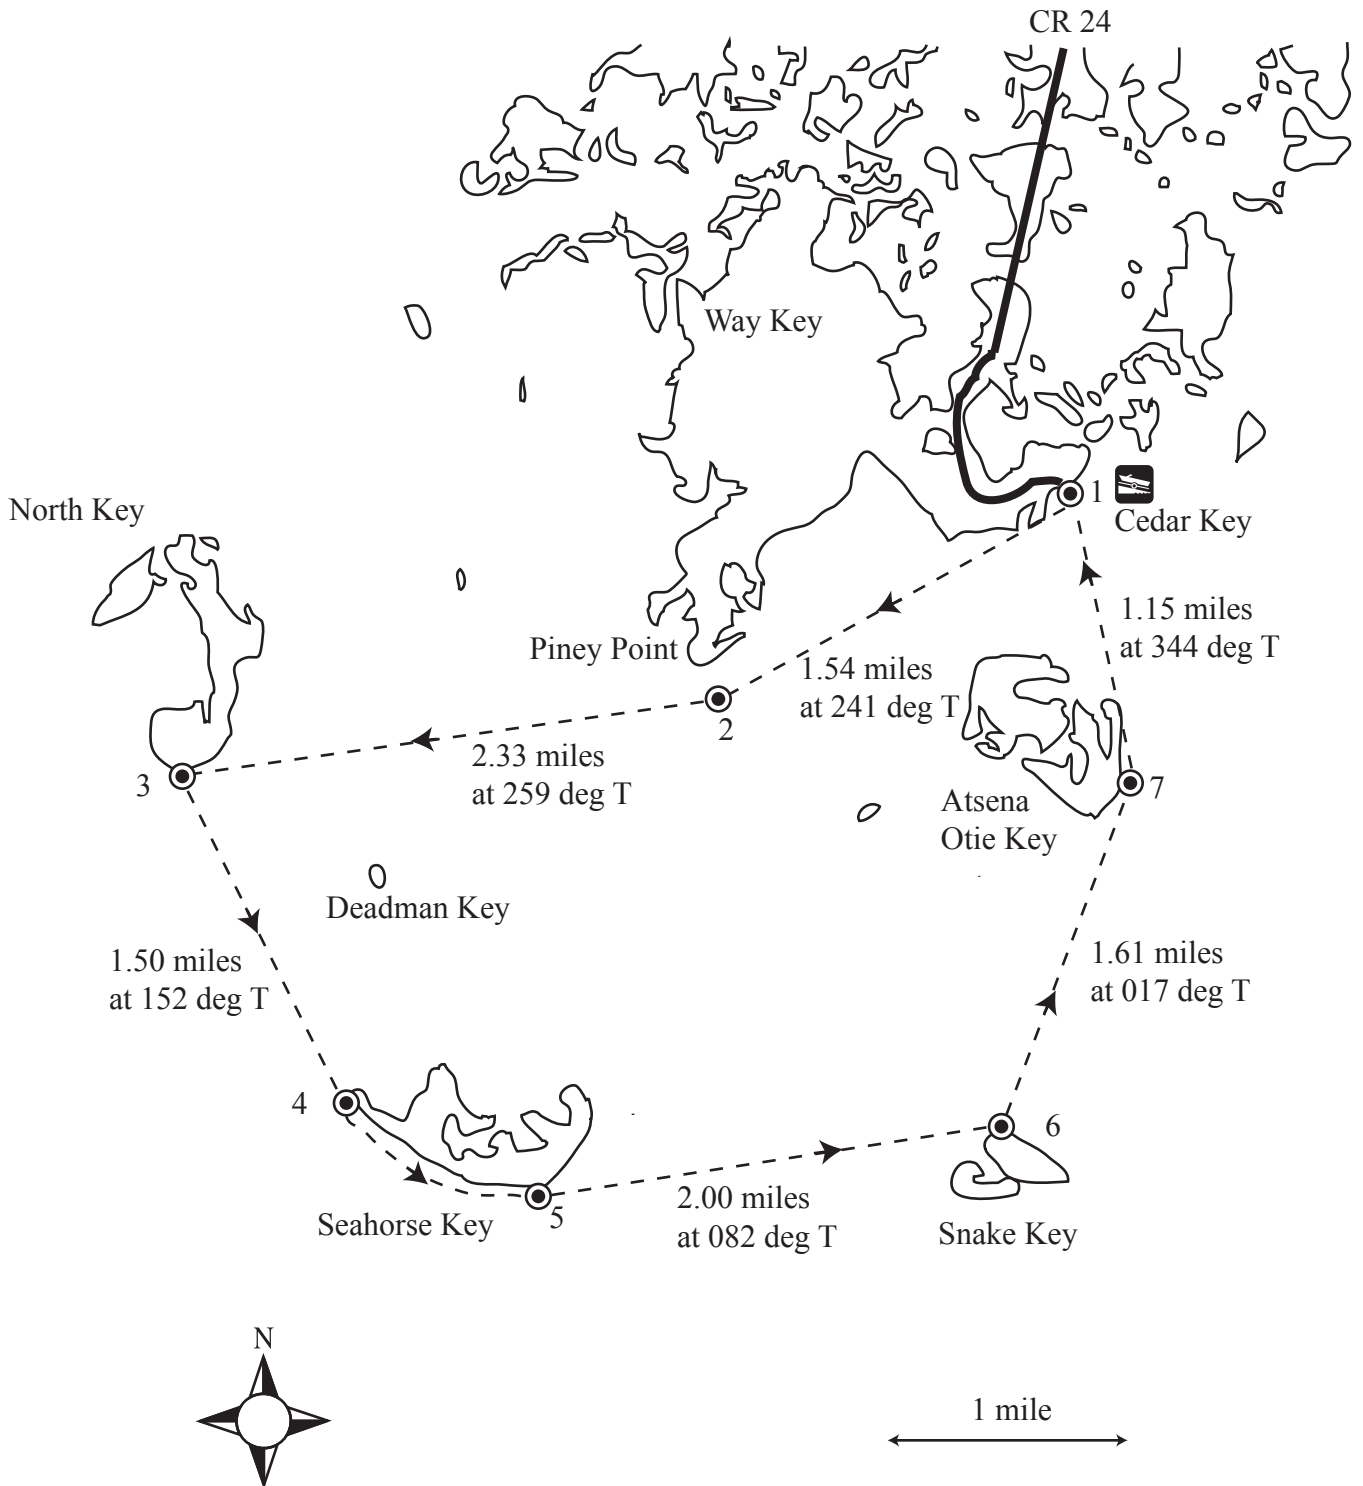 CR 24
Way Key
North Key
1
Cedar Key
1.15 miles
at 344 deg T
Piney Point
1.54 miles
at 241 deg T
2
2.33 miles
at 259 deg T
3
7
Atsena
Otie Key
Deadman Key
1.50 miles
at 152 deg T
1.61 miles
at 017 deg T
4
6
5
2.00 miles
at 082 deg T
Seahorse Key
Snake Key
N
1 mile